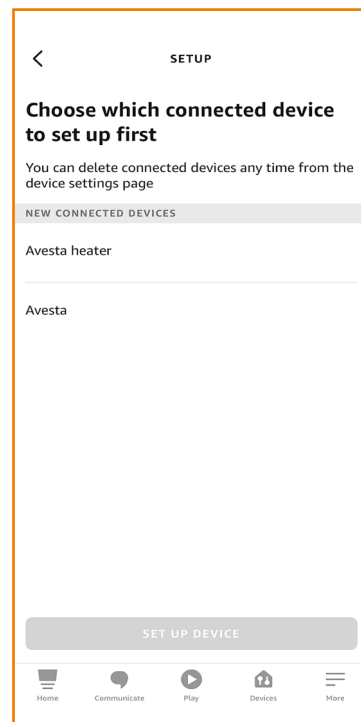 SETUP
Choose which connected device
to set up first
You can delete connected devices any time from the
device settings page
NEW CONNECTED DEVICES
Avesta heater
Avesta
SET UP DEVICE
Home Communicate Play Devices More